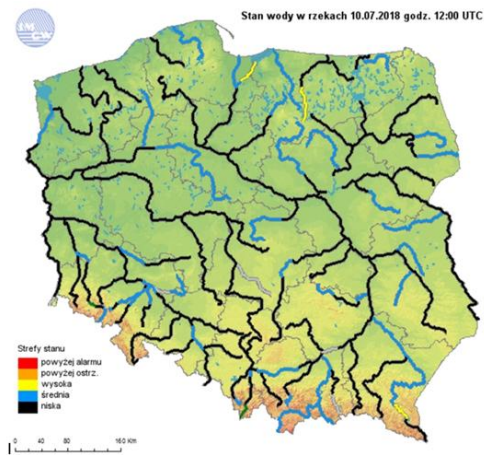 Stan wody w rzekach 10.07.2018 godz. 12:00 UTC
Strefy stanu
powyżej alarmu
powyżej ostrz.
wysoka
średnia
niska
0 40 80 160 km